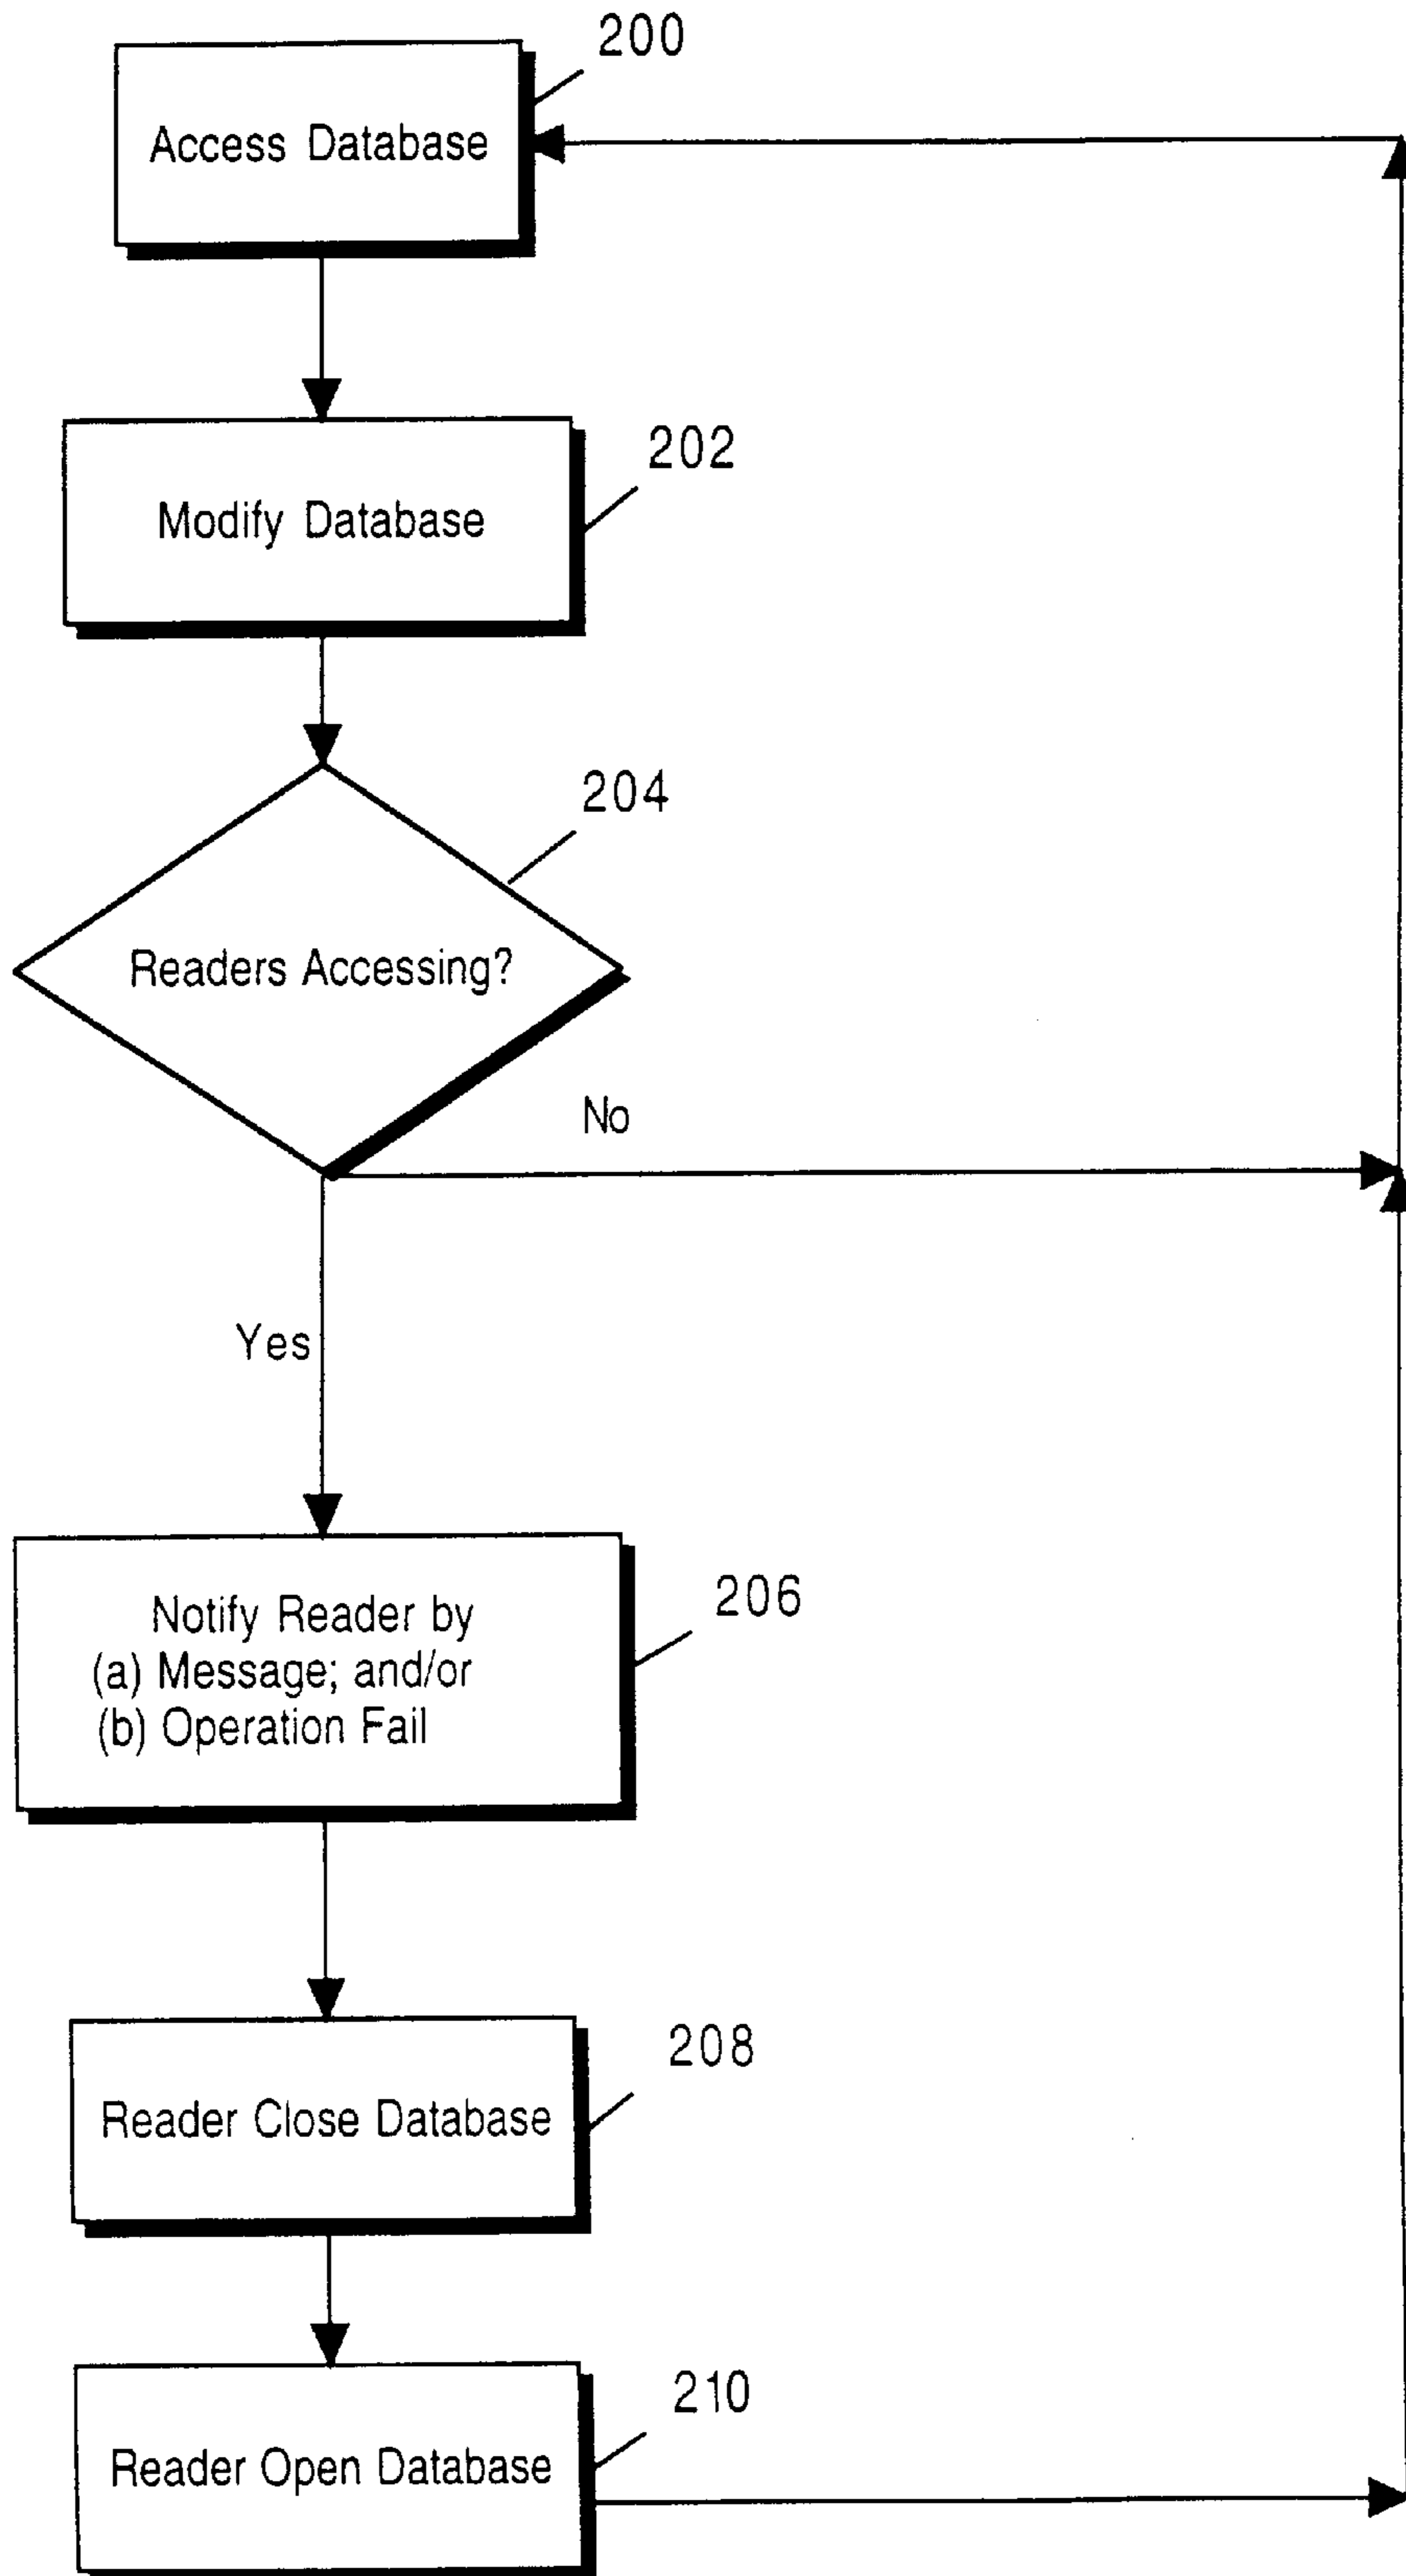 200
Access Database
202
Modify Database
204
Readers Accessing?
No
Yes
206
Notify Reader by
(a) Message; and/or
(b) Operation Fail
208
Reader Close Database
210
Reader Open Database